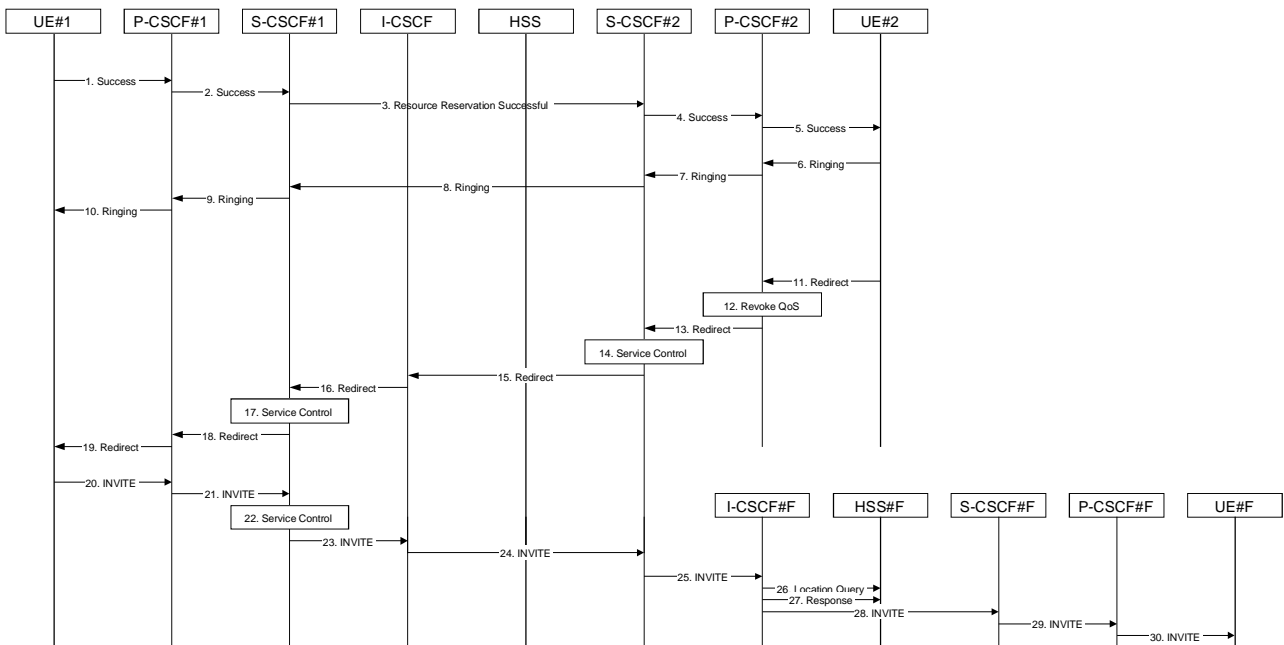 UE#1
P-CSCF#1
S-CSCF#1
I-CSCF
HSS
S-CSCF#2
P-CSCF#2
UE#2
1. Success
2. Success
3. Resource Reservation Successful
4. Success
5. Success
6. Ringing
7. Ringing
8. Ringing
9. Ringing
10. Ringing
11. Redirect
12. Revoke QoS
13. Redirect
14. Service Control
15. Redirect
16. Redirect
17. Service Control
18. Redirect
19. Redirect
20. INVITE
21. INVITE
I-CSCF#F
HSS#F
S-CSCF#F
P-CSCF#F
UE#F
22. Service Control
23. INVITE
24. INVITE
25. INVITE
26. Location Query
27. Response
28. INVITE
29. INVITE
30. INVITE